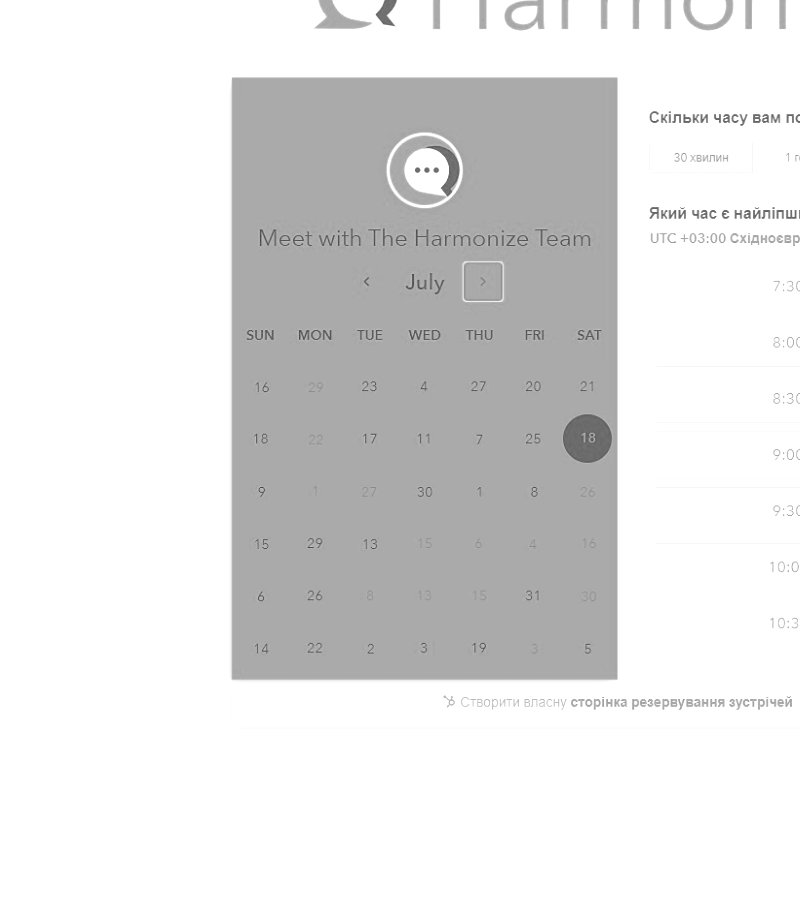 Harmon
Meet with The Harmonize Team
July
SUN MON TUE WED THU FRI SAT
16 29 23 4 27 20 21
18 22 17 11 7 25 18
9 1 27 30 1 8 26
15 29 13 15 6 4 16
6 26 8 13 15 31 30
14 22 2 3 19 3 5
Скільки часу вам по
30 хвилин 1 г
Який час є найліпш
UTC +03:00 Східноєвр
7:30
8:00
8:30
9:00
9:30
10:0
10:3
Створити власну сторінка резервування зустрічей